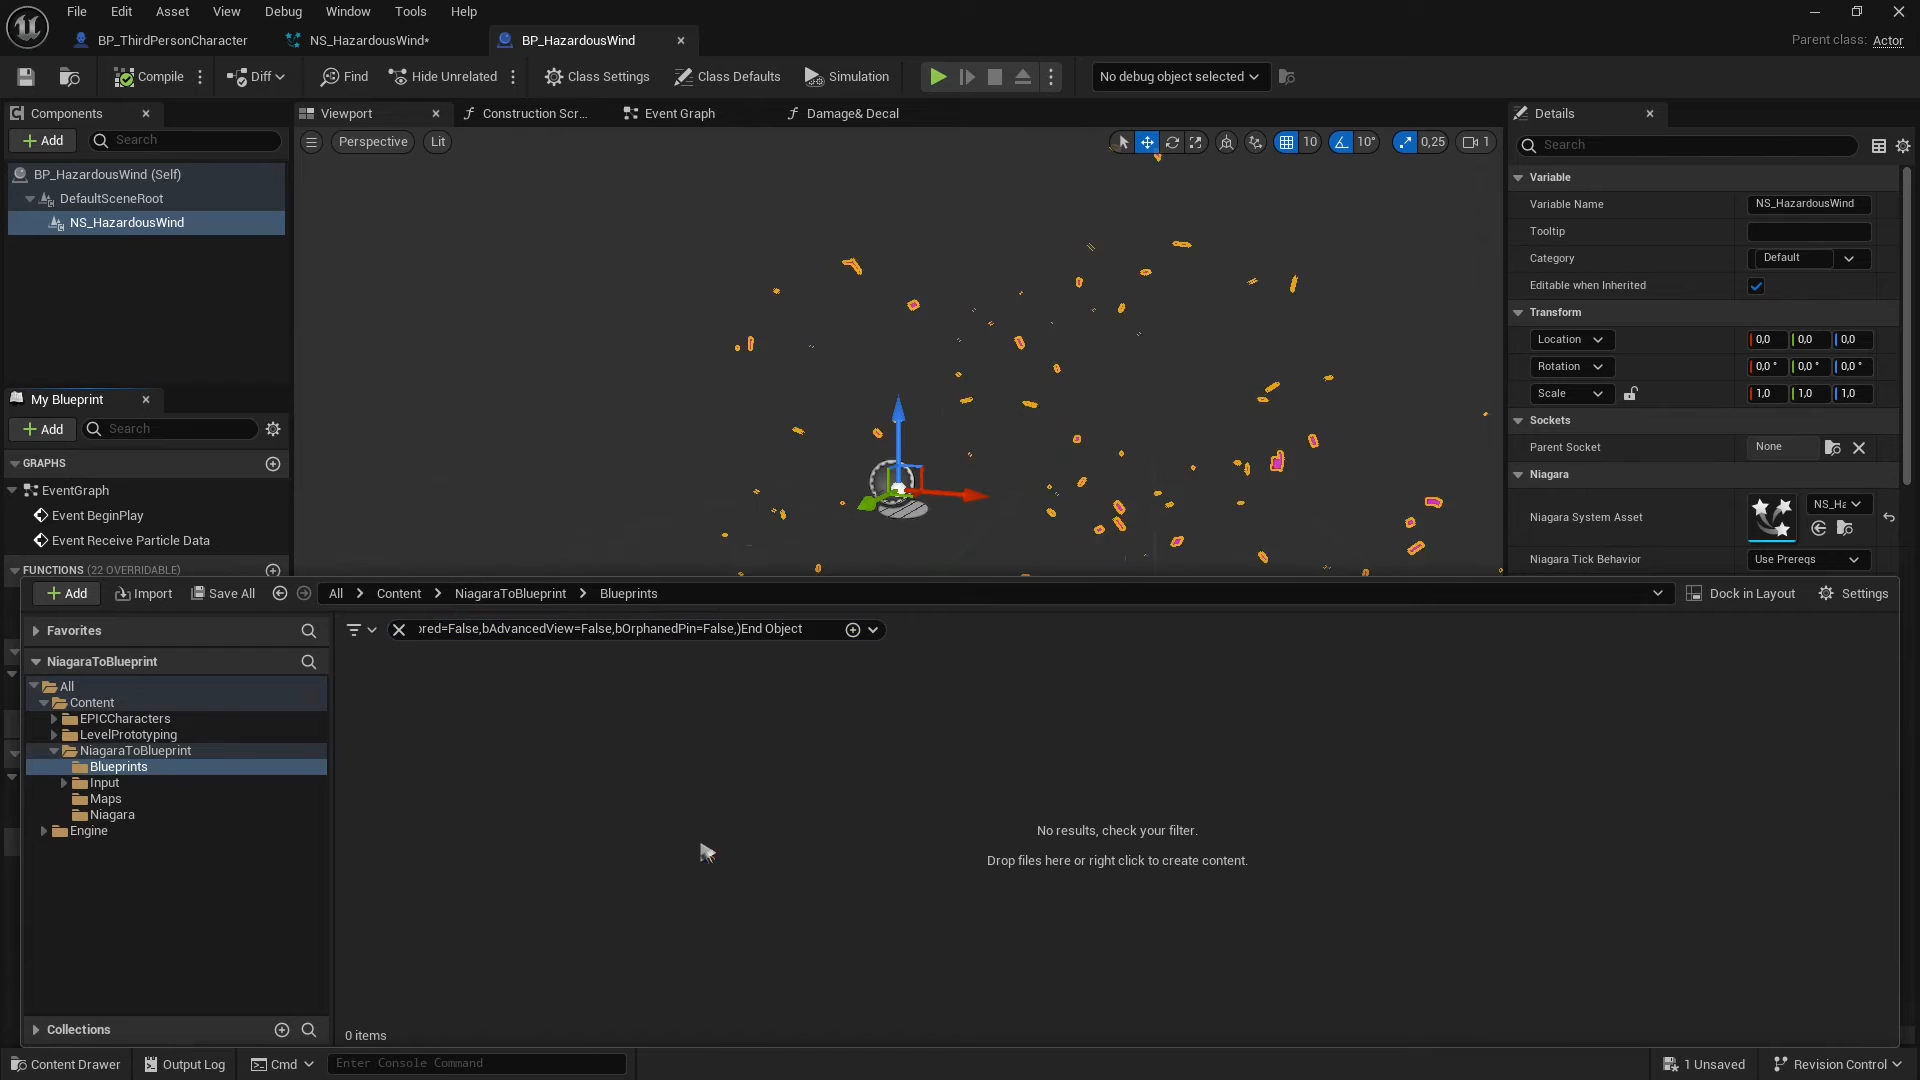 File Edit Asset View Debug Window Tools Help
BP_ThirdPersonCharacter NS_HazardousWind* BP_HazardousWind
Parent class: Actor
Compile Diff Find Hide Unrelated Class Settings Class Defaults Simulation No debug object selected
Components Viewport Construction Scr... Event Graph Damage& Decal Details
Add Search
Perspective Lit 10 10° 0,25 1
Search
BP_HazardousWind (Self)
DefaultSceneRoot
NS_HazardousWind
Variable
Variable Name NS_HazardousWind
Tooltip
Category Default
Editable when Inherited
Transform
Location 0,0 0,0 0,0
Rotation 0,0 ° 0,0 ° 0,0 °
Scale 1,0 1,0 1,0
Sockets
Parent Socket None
Niagara
Niagara System Asset NS_Ha
Niagara Tick Behavior Use Prereqs
My Blueprint
Add Search
GRAPHS
EventGraph
Event BeginPlay
Event Receive Particle Data
FUNCTIONS (22 OVERRIDABLE)
Add Import Save All All Content NiagaraToBlueprint Blueprints Dock in Layout Settings
Favorites
ored=False,bAdvancedView=False,bOrphanedPin=False,)End Object
NiagaraToBlueprint
All
Content
EPICCharacters
LevelPrototyping
NiagaraToBlueprint
Blueprints
Input
Maps
Niagara
Engine
No results, check your filter.
Drop files here or right click to create content.
Collections
0 items
Content Drawer Output Log Cmd Enter Console Command 1 Unsaved Revision Control